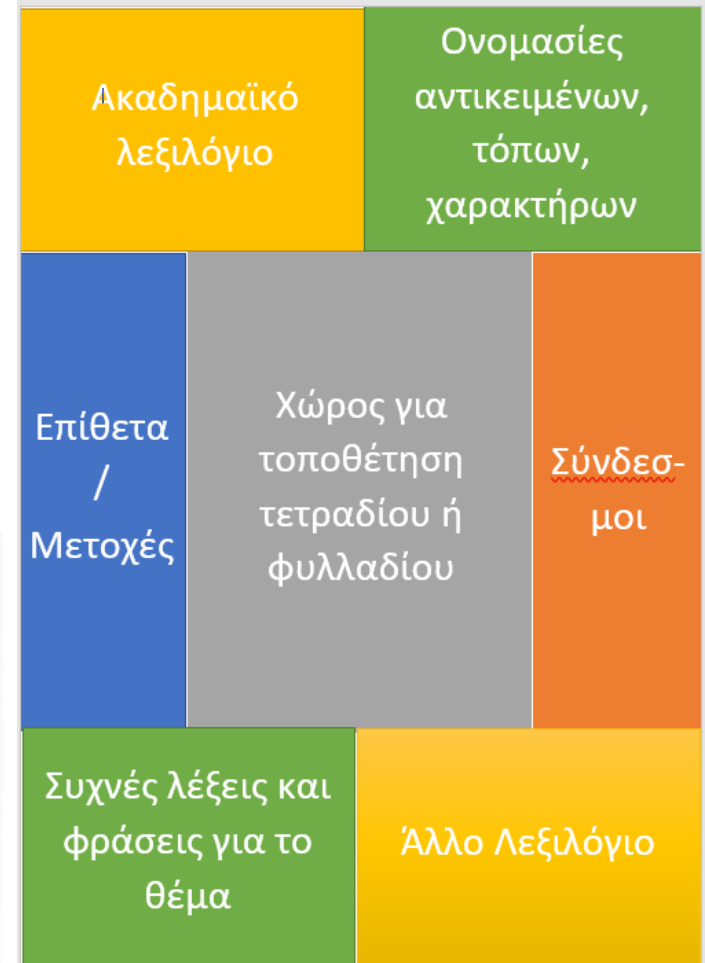 Ακαδημαϊκό
λεξιλόγιο
Ονομασίες
αντικειμένων,
τόπων,
χαρακτήρων
Επίθετα
/
Μετοχές
Χώρος για
τοποθέτηση
τετραδίου ή
φυλλαδίου
Σύνδεσ-
μοι
Συχνές λέξεις και
φράσεις για το
θέμα
Άλλο Λεξιλόγιο